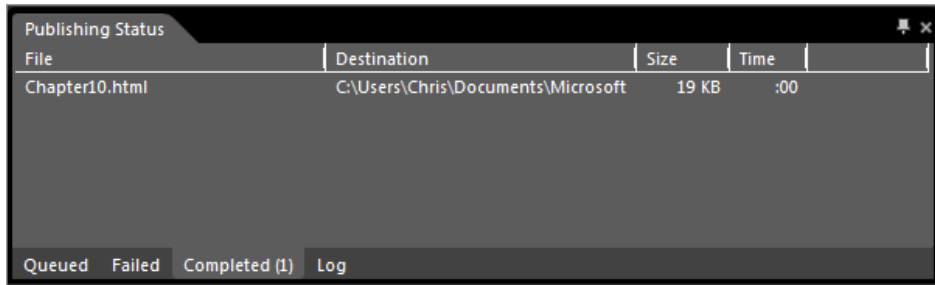 Publishing Status
File Destination Size Time
Chapter10.html C:\Users\Chris\Documents\Microsoft 19 KB :00
Queued Failed Completed (1) Log